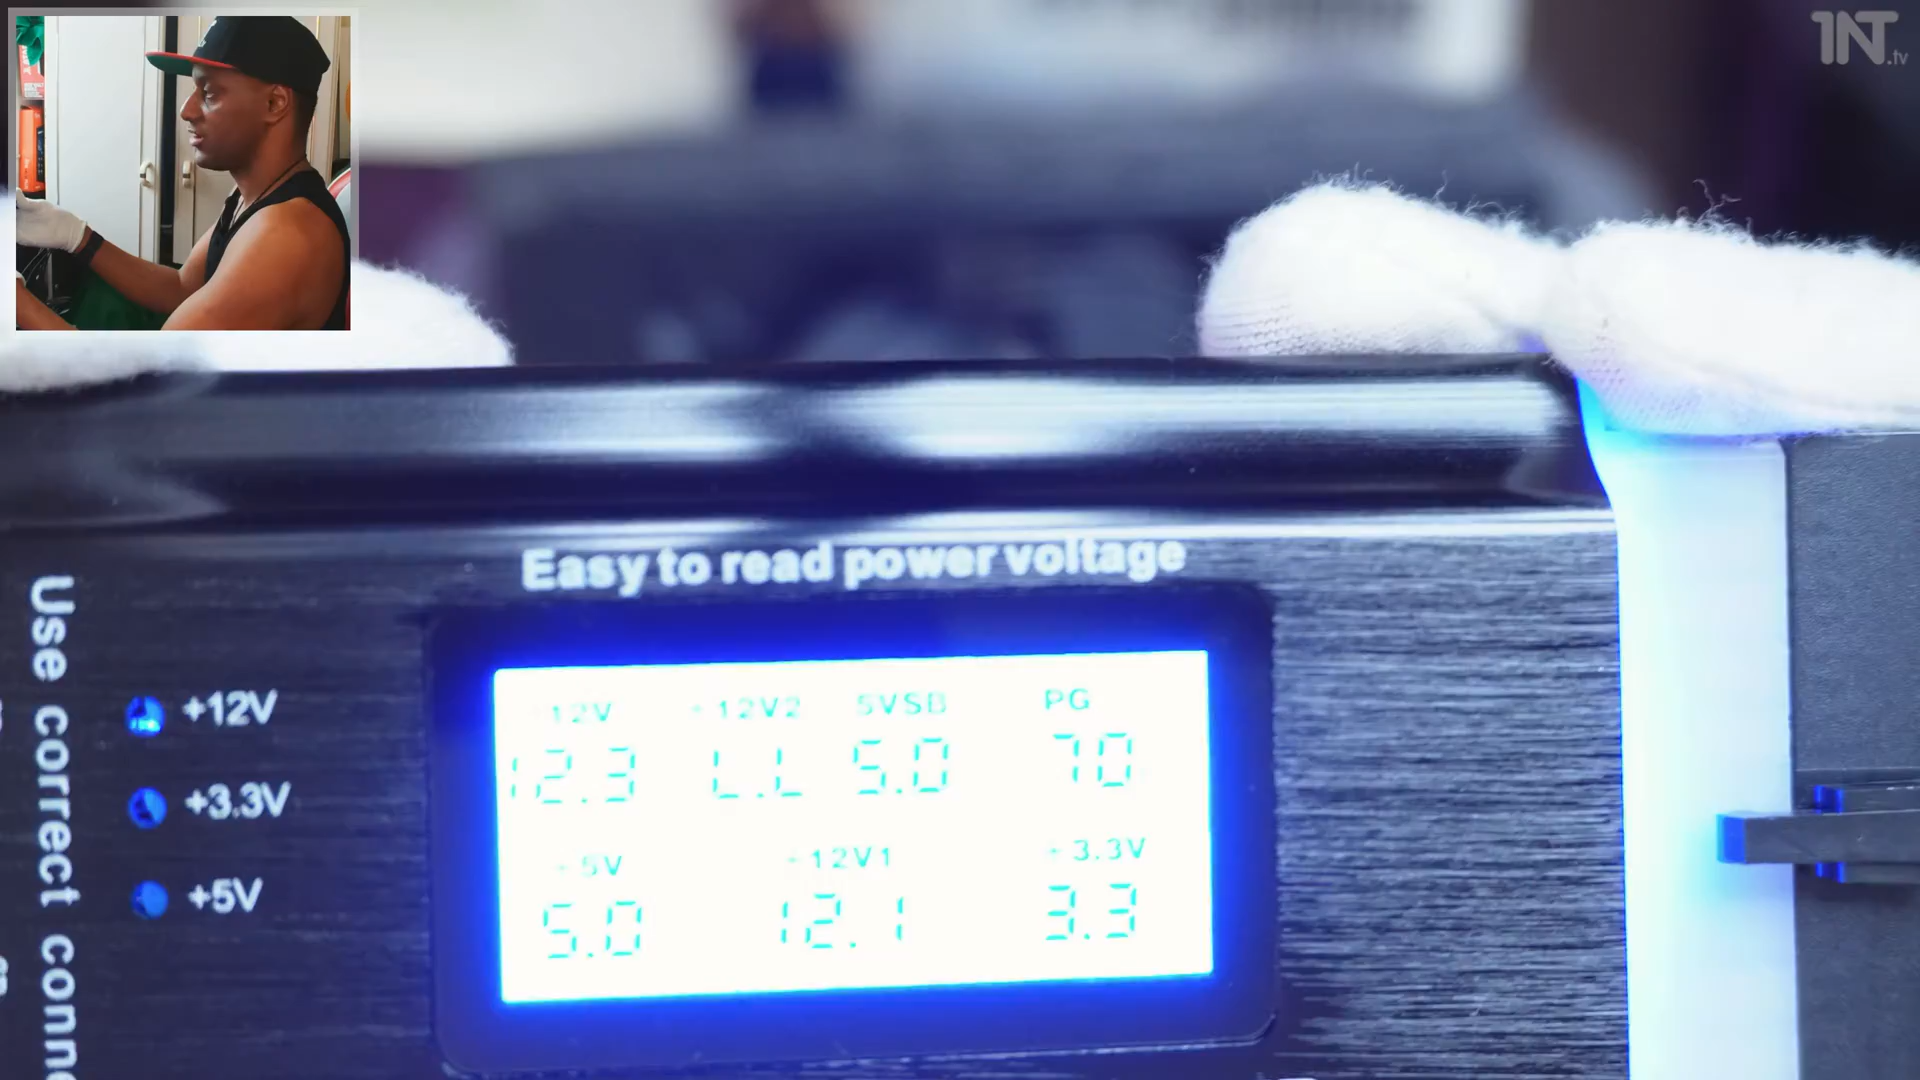 1NT.tv
Easy to read power voltage
Use correct conne
+12V
+3.3V
+5V
12V +12V2 5VSB PG
12.3 LL 5.0 70
+5V +12V1 +3.3V
5.0 12.1 3.3